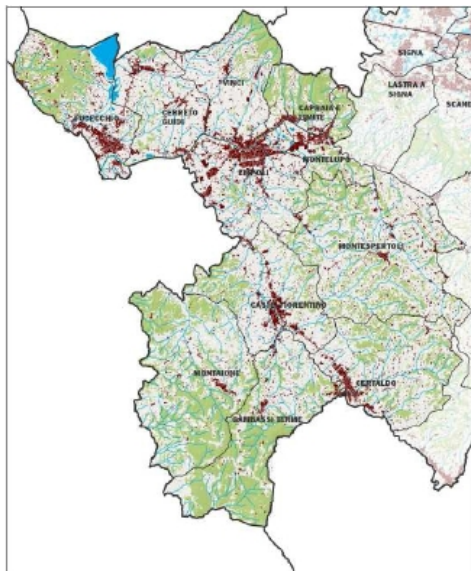 SIGNA
LASTRA A
SIGNA
VINCI
CAPRAIA E
LIMITE
FUCECCHIO
CERRETO
GUIDI
EMPOLI
MONTELUPO
MONTESPERTOLI
CASTELFIORENTINO
MONTAIONE
CERTALDO
GAMBASSI TERME